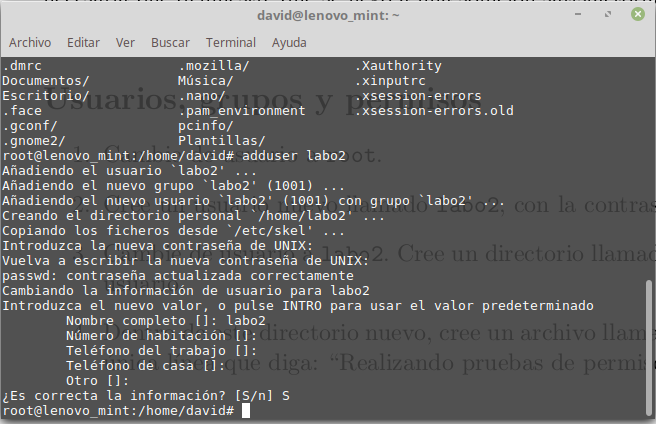 david@lenovo_mint: ~
Archivo Editar Ver Buscar Terminal Ayuda
.dmrc .mozilla/ .Xauthority
Documentos/ Música/ .xinputrc
Escritorio/ .nano/ .xsession-errors
.face .pam_environment .xsession-errors.old
.gconf/ pcinfo/
.gnome2/ Plantillas/
root@lenovo_mint:/home/david# adduser labo2
Añadiendo el usuario `labo2' ...
Añadiendo el nuevo grupo `labo2' (1001) ...
Añadiendo el nuevo usuario `labo2' (1001) con grupo `labo2' ...
Creando el directorio personal `/home/labo2' ...
Copiando los ficheros desde `/etc/skel' ...
Introduzca la nueva contraseña de UNIX:
Vuelva a escribir la nueva contraseña de UNIX:
passwd: contraseña actualizada correctamente
Cambiando la información de usuario para labo2
Introduzca el nuevo valor, o pulse INTRO para usar el valor predeterminado
Nombre completo []: labo2
Número de habitación []:
Teléfono del trabajo []:
Teléfono de casa []:
Otro []:
¿Es correcta la información? [S/n] S
root@lenovo_mint:/home/david#
Usuarios, grupos y permisos